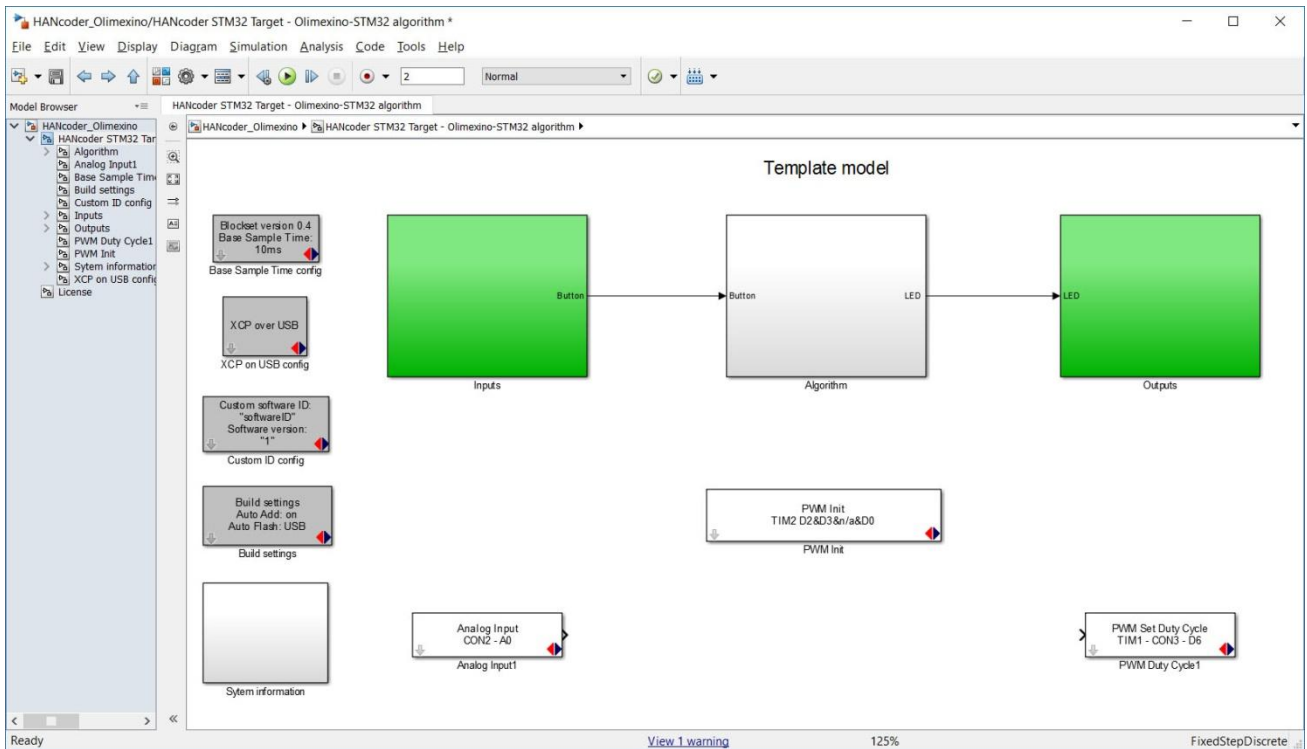 HANcoder_Olimexino/HANcoder STM32 Target - Olimexino-STM32 algorithm *
File Edit View Display Diagram Simulation Analysis Code Tools Help
2 Normal
Model Browser
HANcoder STM32 Target - Olimexino-STM32 algorithm
HANcoder_Olimexino
HANcoder STM32 Tar
Algorithm
Analog Input1
Base Sample Tim
Build settings
Custom ID config
Inputs
Outputs
PWM Duty Cycle1
PWM Init
Sytem information
XCP on USB config
License
HANcoder_Olimexino HANcoder STM32 Target - Olimexino-STM32 algorithm
Template model
Blockset version 0.4
Base Sample Time:
10ms
Base Sample Time config
XCP over USB
XCP on USB config
Custom software ID:
"softwareID"
Software version:
"1"
Custom ID config
Build settings
Auto Add: on
Auto Flash: USB
Build settings
Sytem information
Button
Inputs
Button LED
Algorithm
LED
Outputs
PWM Init
TIM2 D2&D3&n/a&D0
PWM Init
Analog Input
CON2 - A0
Analog Input1
PWM Set Duty Cycle
TIM1 - CON3 - D6
PWM Duty Cycle1
Ready View 1 warning 125% FixedStepDiscrete